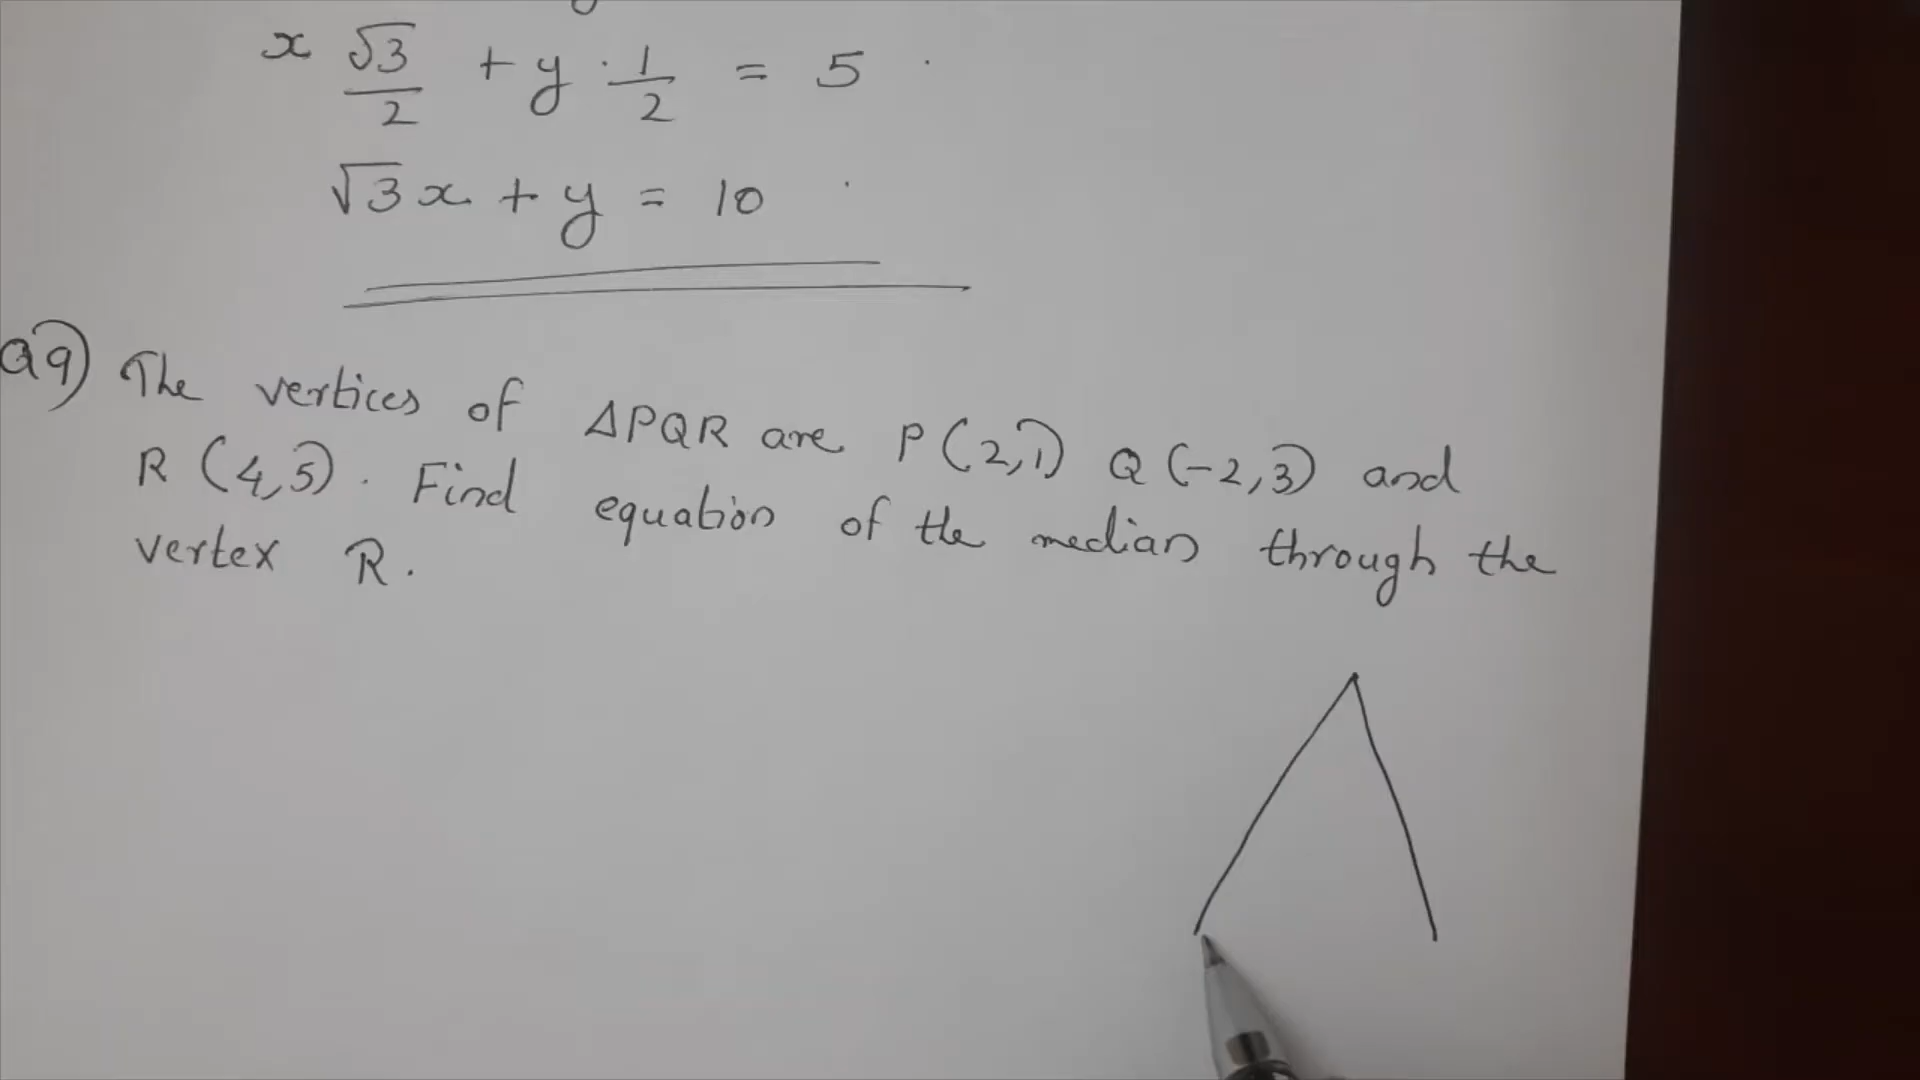 x √3/2 + y · 1/2 = 5
√3x + y = 10
Q9) The vertices of ΔPQR are P(2,1) Q(-2,3) and
R (4,5). Find equation of the median through the
vertex R.